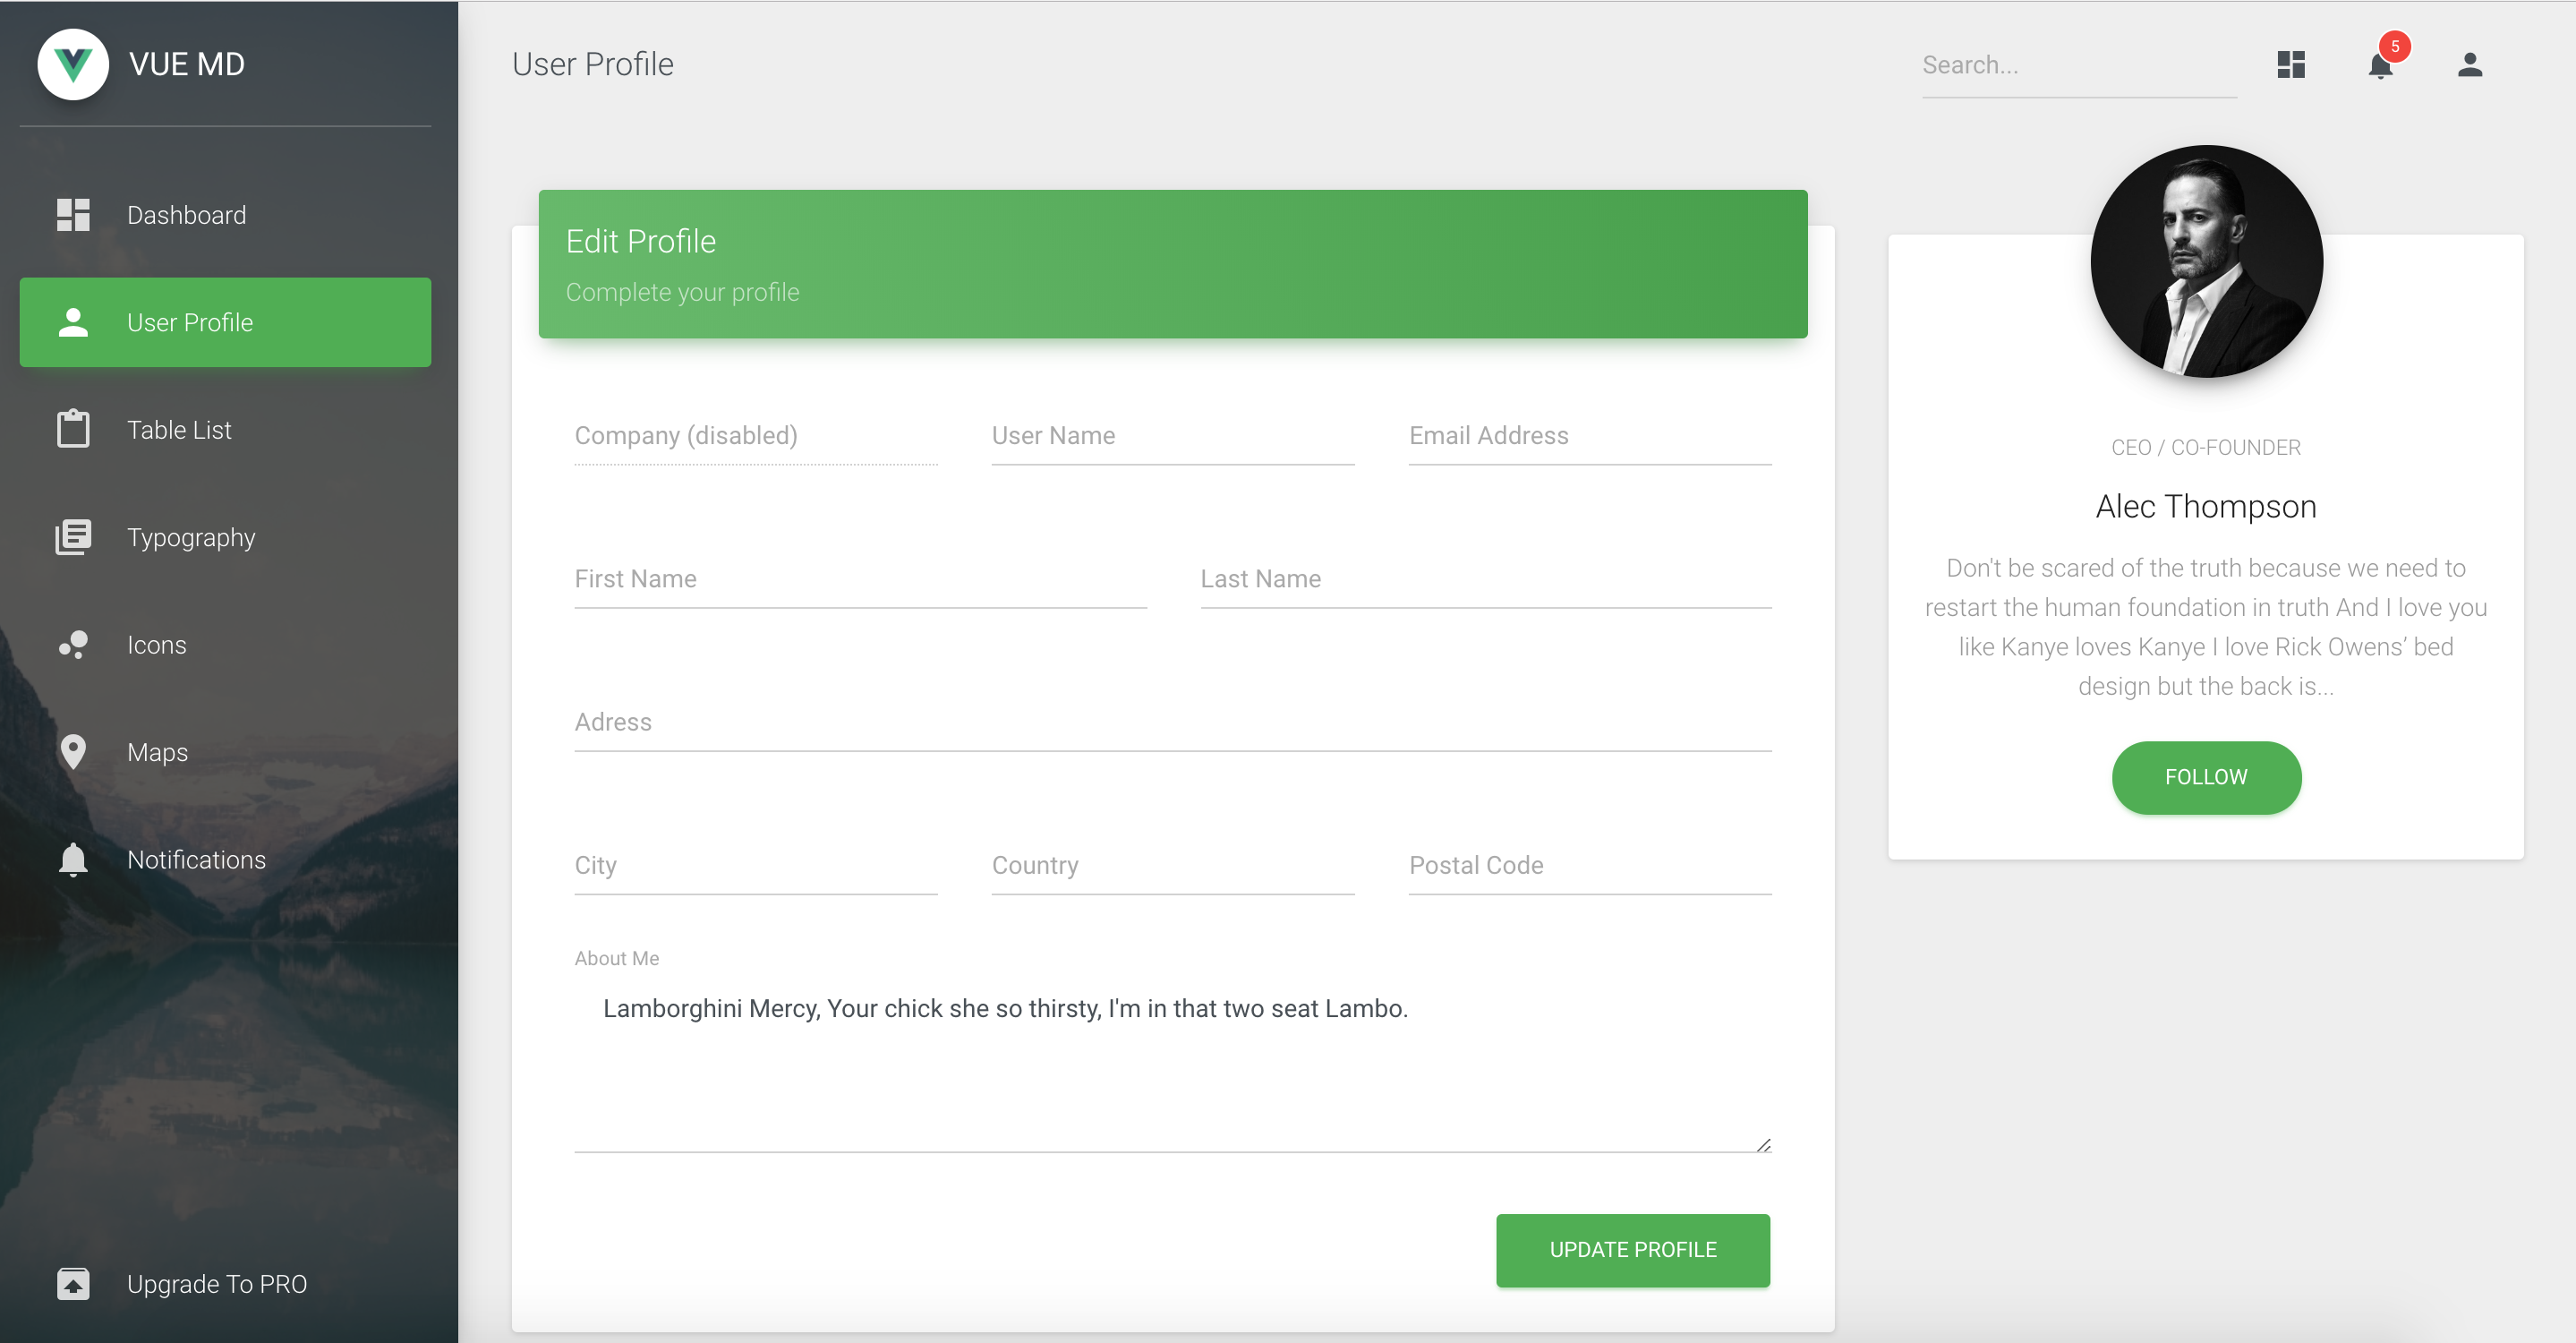 VUE MD
Dashboard
User Profile
Table List
Typography
Icons
Maps
Notifications
Upgrade To PRO
User Profile
Search...
5
Edit Profile
Complete your profile
Company (disabled)
User Name
Email Address
First Name
Last Name
Adress
City
Country
Postal Code
About Me
Lamborghini Mercy, Your chick she so thirsty, I'm in that two seat Lambo.
UPDATE PROFILE
CEO / CO-FOUNDER
Alec Thompson
Don't be scared of the truth because we need to
restart the human foundation in truth And I love you
like Kanye loves Kanye I love Rick Owens’ bed
design but the back is...
FOLLOW